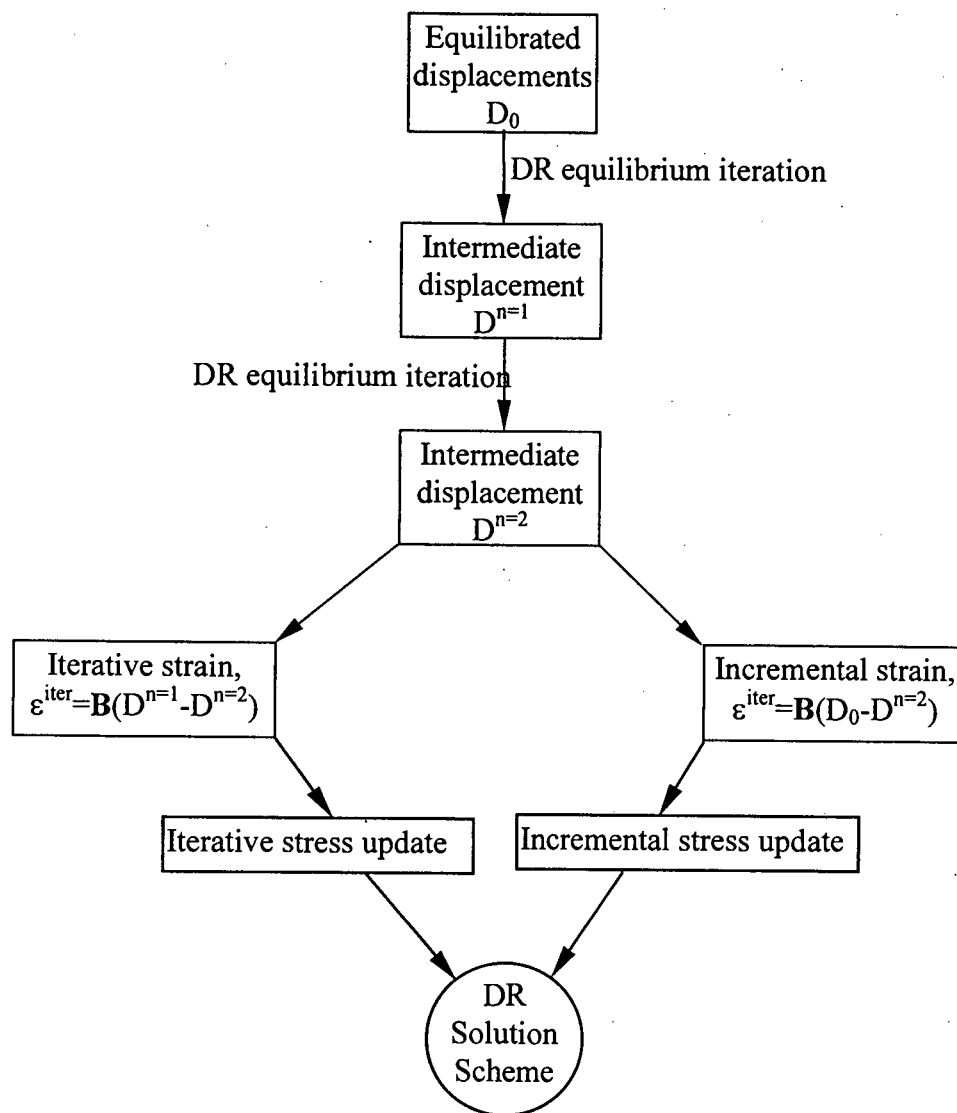 Equilibrated
displacements
D₀
DR equilibrium iteration
Intermediate
displacement
Dⁿ⁼¹
DR equilibrium iteration
Intermediate
displacement
Dⁿ⁼²
Iterative strain,
εⁱᵗᵉʳ=B(Dⁿ⁼¹-Dⁿ⁼²)
Incremental strain,
εⁱᵗᵉʳ=B(D₀-Dⁿ⁼²)
Iterative stress update
Incremental stress update
DR
Solution
Scheme